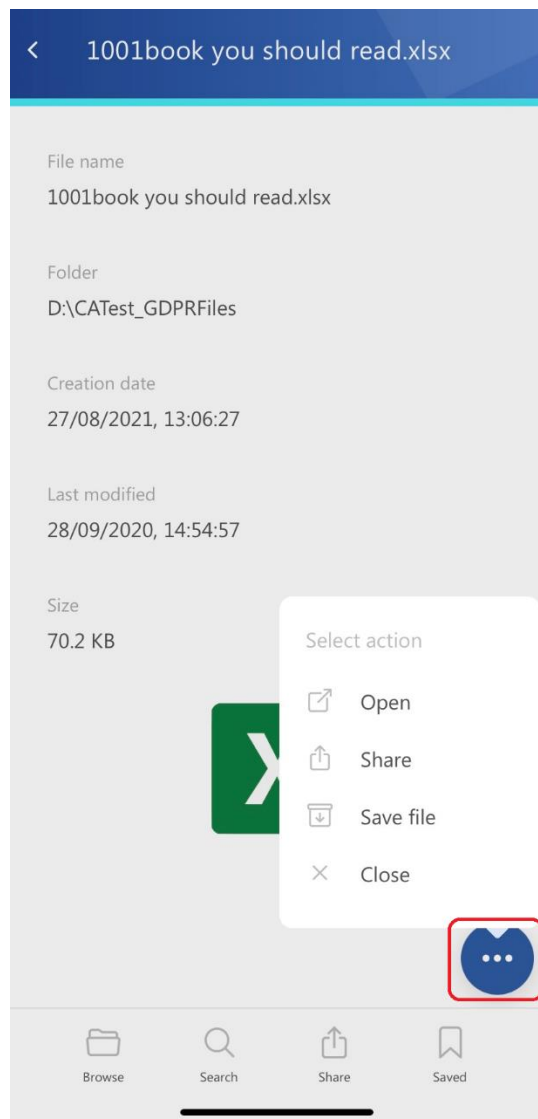 1001book you should read.xlsx
File name
1001book you should read.xlsx
Folder
D:\CATest_GDPRFiles
Creation date
27/08/2021, 13:06:27
Last modified
28/09/2020, 14:54:57
Size
70.2 KB
Select action
Open
Share
Save file
Close
Browse
Search
Share
Saved